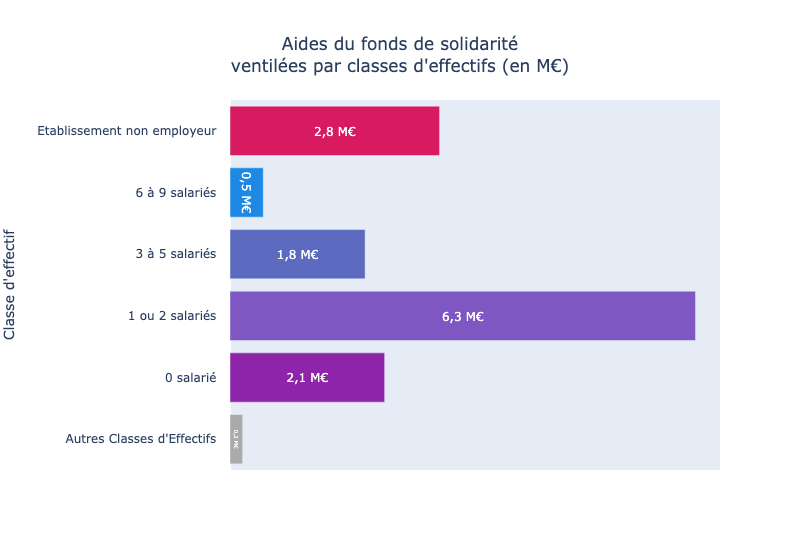 Aides du fonds de solidarité
ventilées par classes d'effectifs (en M€)
Classe d'effectif
Etablissement non employeur
2,8 M€
6 à 9 salariés
0,5 M€
3 à 5 salariés
1,8 M€
1 ou 2 salariés
6,3 M€
0 salarié
2,1 M€
Autres Classes d'Effectifs